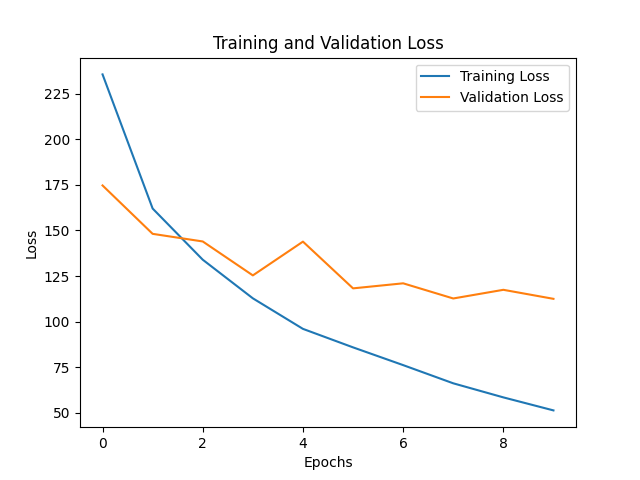 Training and Validation Loss
Training Loss
Validation Loss
225
200
175
150
125
100
75
50
Loss
0 2 4 6 8
Epochs